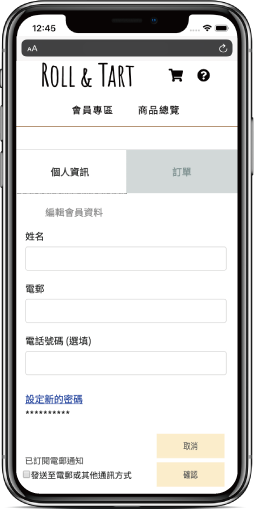 12:45
AA
ROLL & TART
?
會員專區 商品總覽
個人資訊 訂單
編輯會員資料
姓名
電郵
電話號碼 (選填)
設定新的密碼
**********
取消
已訂閱電郵通知
發送至電郵或其他通訊方式
確認